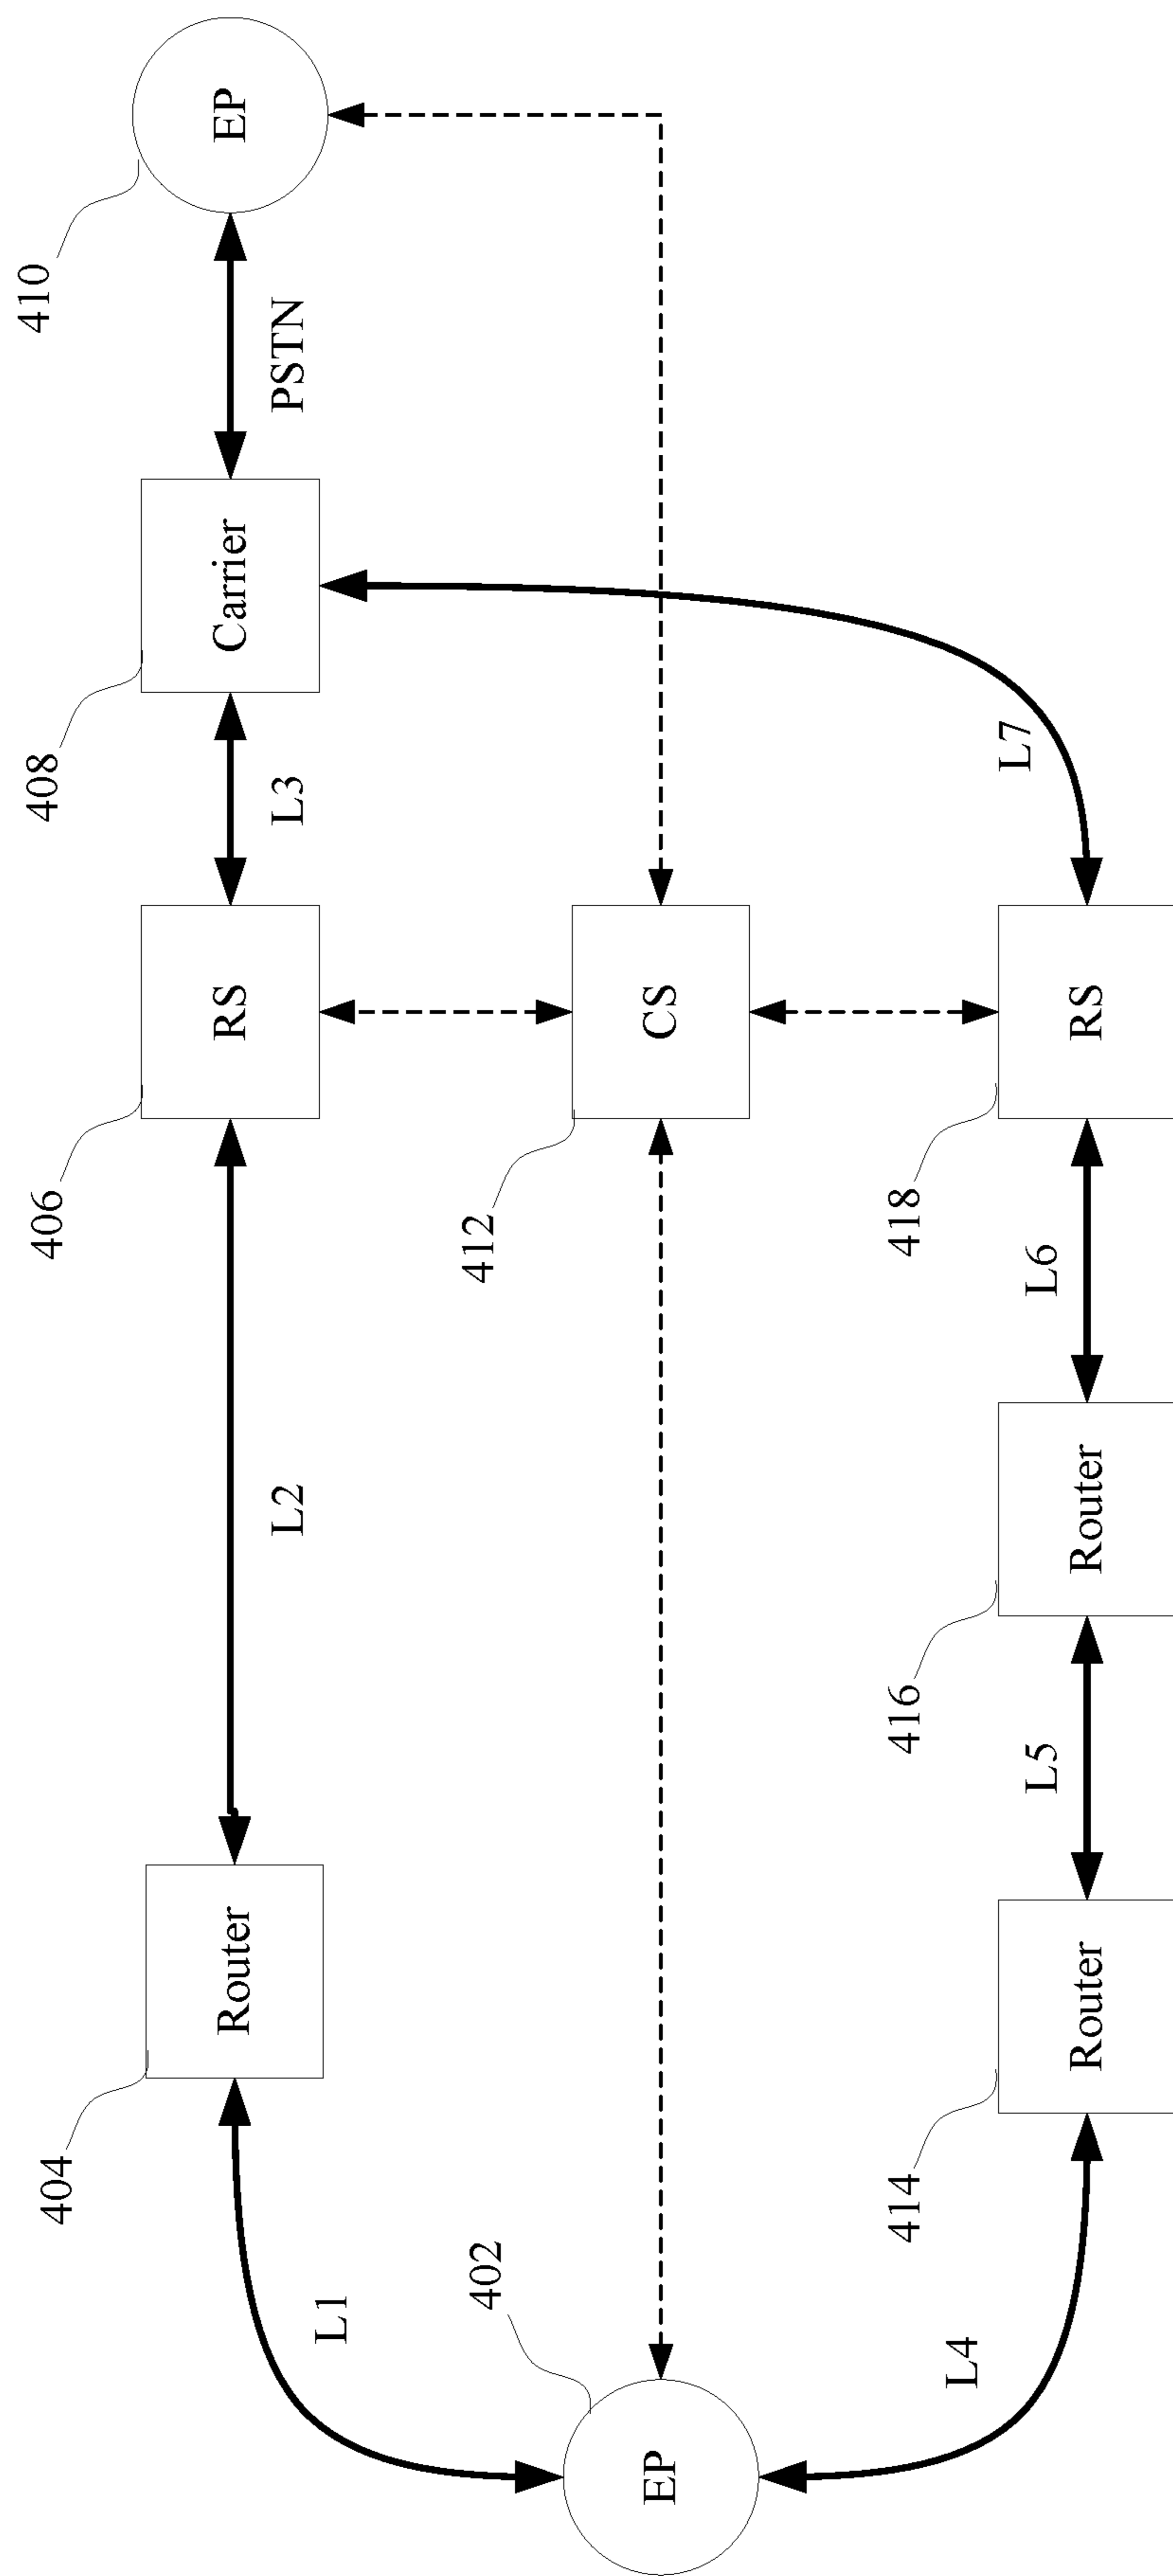 404
Router
L1
L2
406
RS
L3
408
Carrier
PSTN
410
EP
402
EP
412
CS
L4
414
Router
L5
416
Router
L6
418
RS
L7